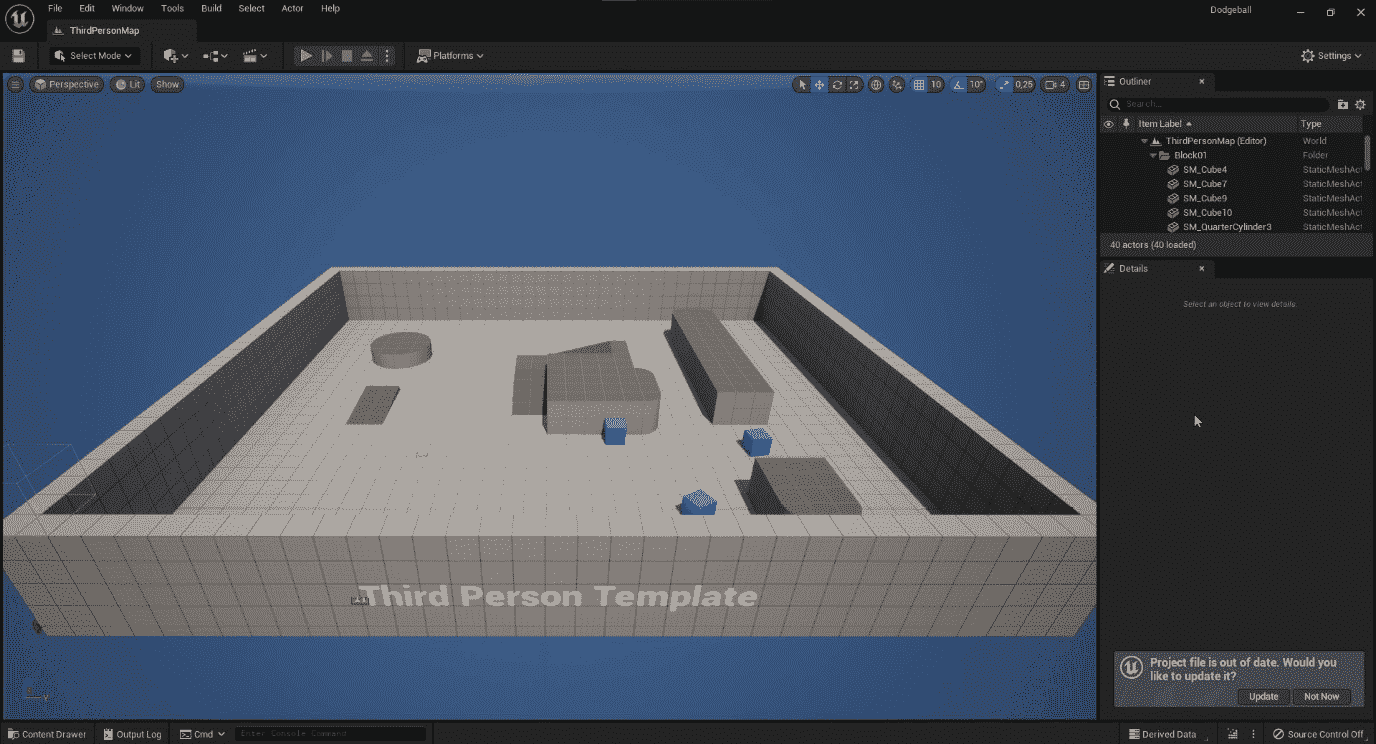 File Edit Window Tools Build Select Actor Help
Dodgeball
ThirdPersonMap
Select Mode
Platforms
Settings
Perspective Lit Show
10 10° 0,25 4
Outliner
Search...
Item Label Type
ThirdPersonMap (Editor) World
Block01 Folder
SM_Cube4 StaticMeshAct
SM_Cube7 StaticMeshAct
SM_Cube9 StaticMeshAct
SM_Cube10 StaticMeshAct
SM_QuarterCylinder3 StaticMeshAct
40 actors (40 loaded)
Details
Select an object to view details.
Third Person Template
Project file is out of date. Would you
like to update it?
Update Not Now
Content Drawer Output Log Cmd Enter Console Command
Derived Data Source Control Off